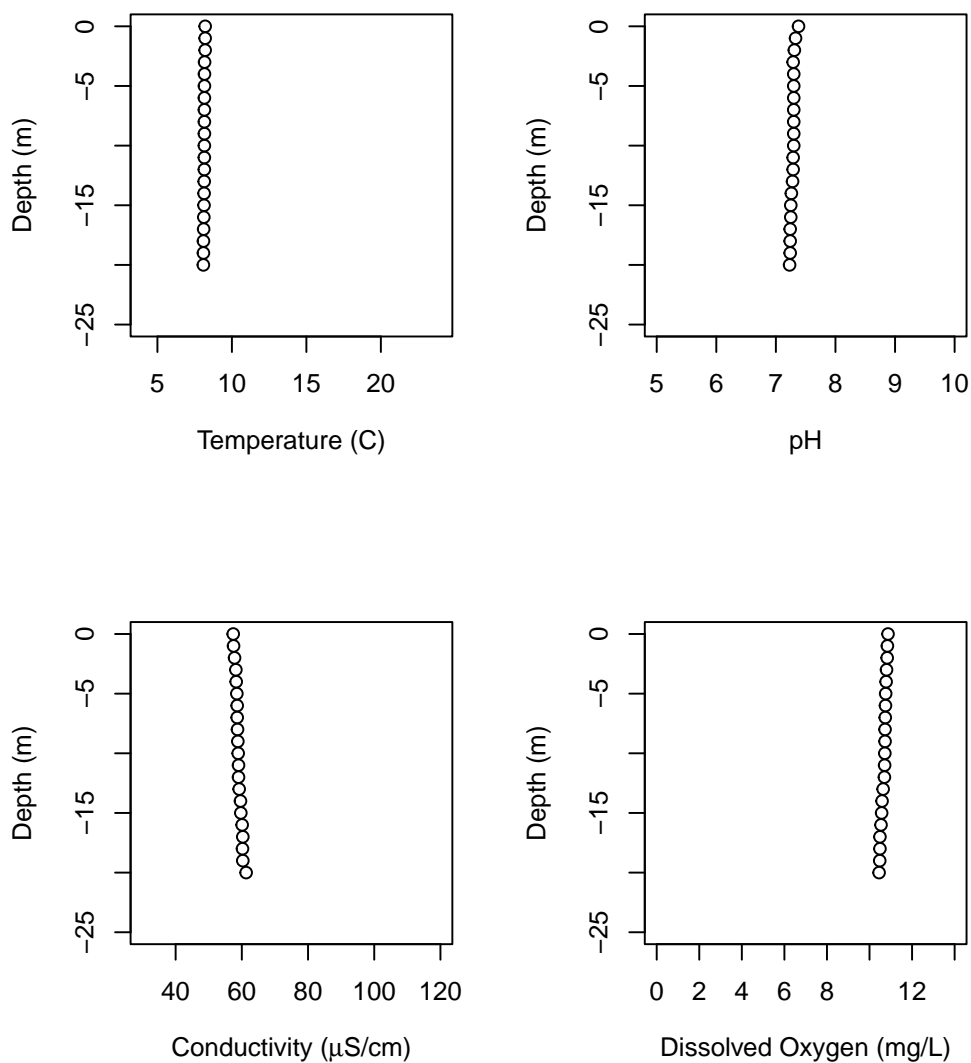 0
−5
−15
−25
Depth (m)
5 10 15 20
Temperature (C)
0
−5
−15
−25
Depth (m)
5 6 7 8 9 10
pH
0
−5
−15
−25
Depth (m)
40 60 80 100 120
Conductivity (μS/cm)
0
−5
−15
−25
Depth (m)
0 2 4 6 8 12
Dissolved Oxygen (mg/L)